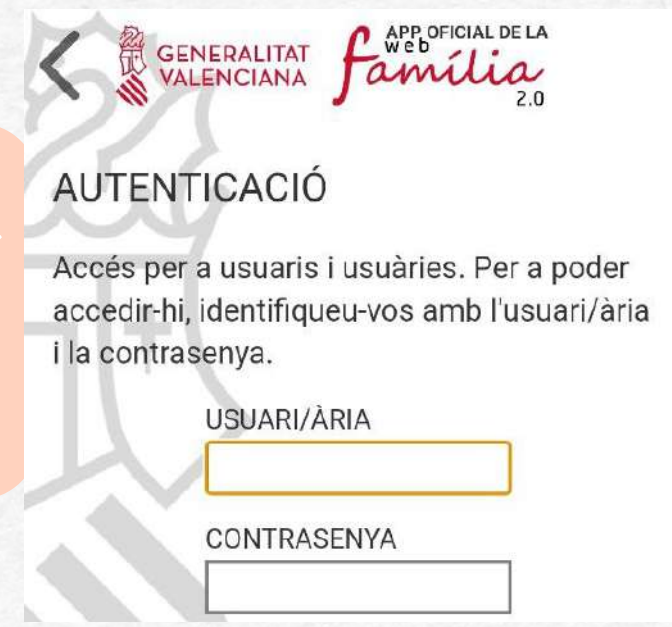 GENERALITAT
VALENCIANA
APP OFICIAL DE LA
web
família
2.0
AUTENTICACIÓ
Accés per a usuaris i usuàries. Per a poder
accedir-hi, identifiqueu-vos amb l'usuari/ària
i la contrasenya.
USUARI/ÀRIA
CONTRASENYA